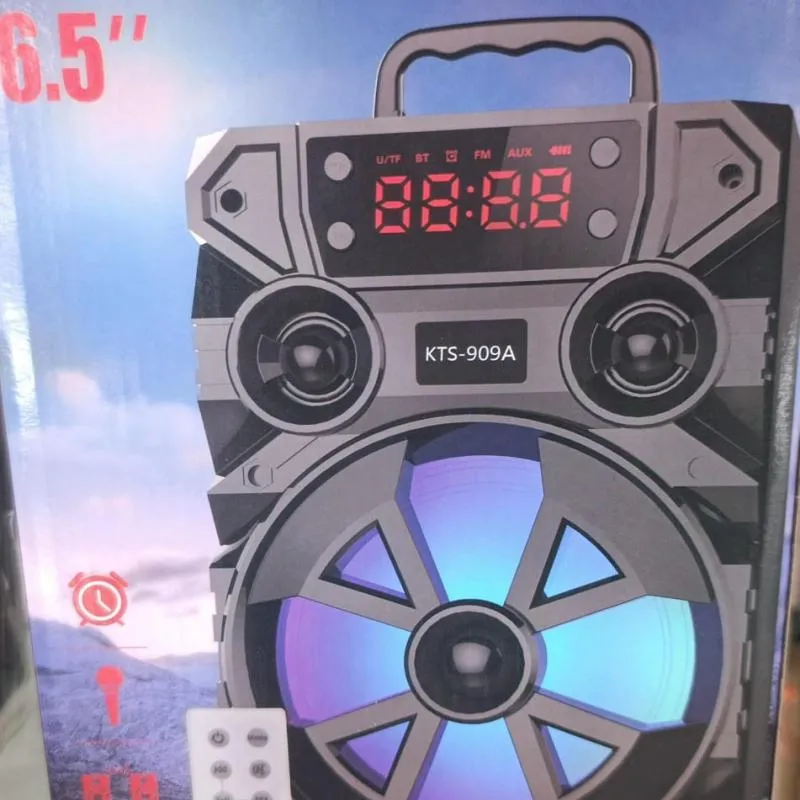 6.5"
U/TF BT FM AUX
88:8.8
KTS-909A